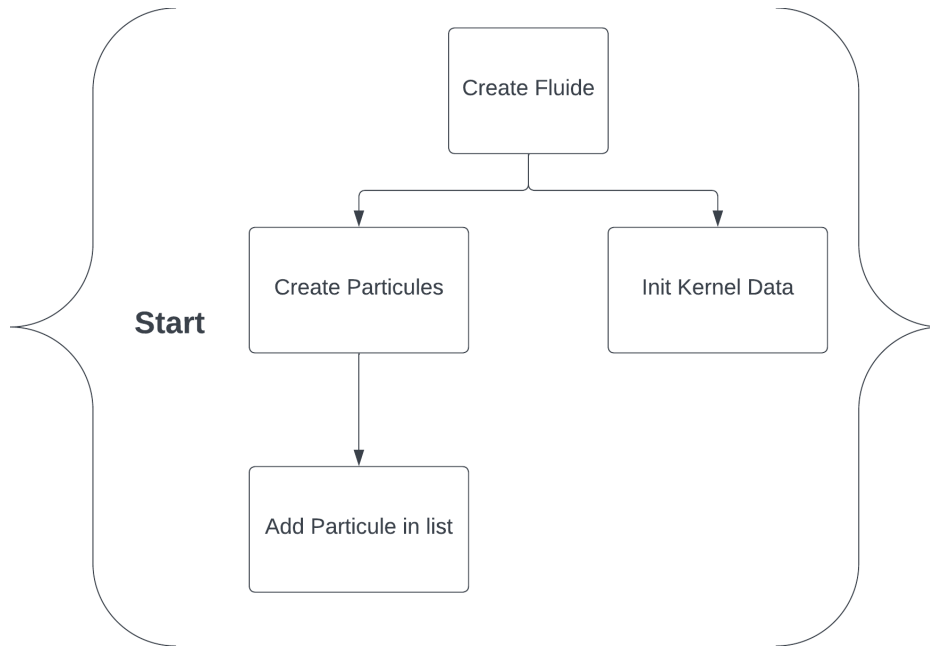 Create Fluide
Create Particules
Init Kernel Data
Start
Add Particule in list